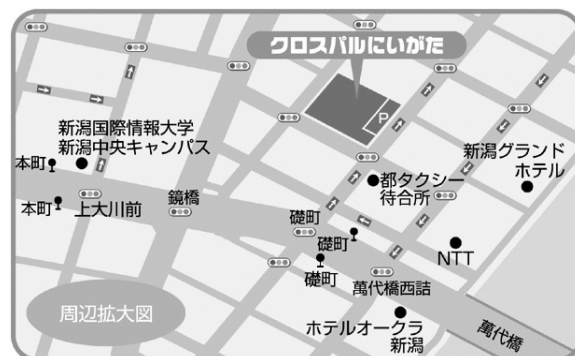 クロスパルにいがた
P
新潟国際情報大学
新潟中央キャンパス
本町
本町
上大川前
鏡橋
礎町
礎町
礎町
都タクシー
待合所
新潟グランド
ホテル
NTT
萬代橋西詰
ホテルオークラ
新潟
萬代橋
周辺拡大図